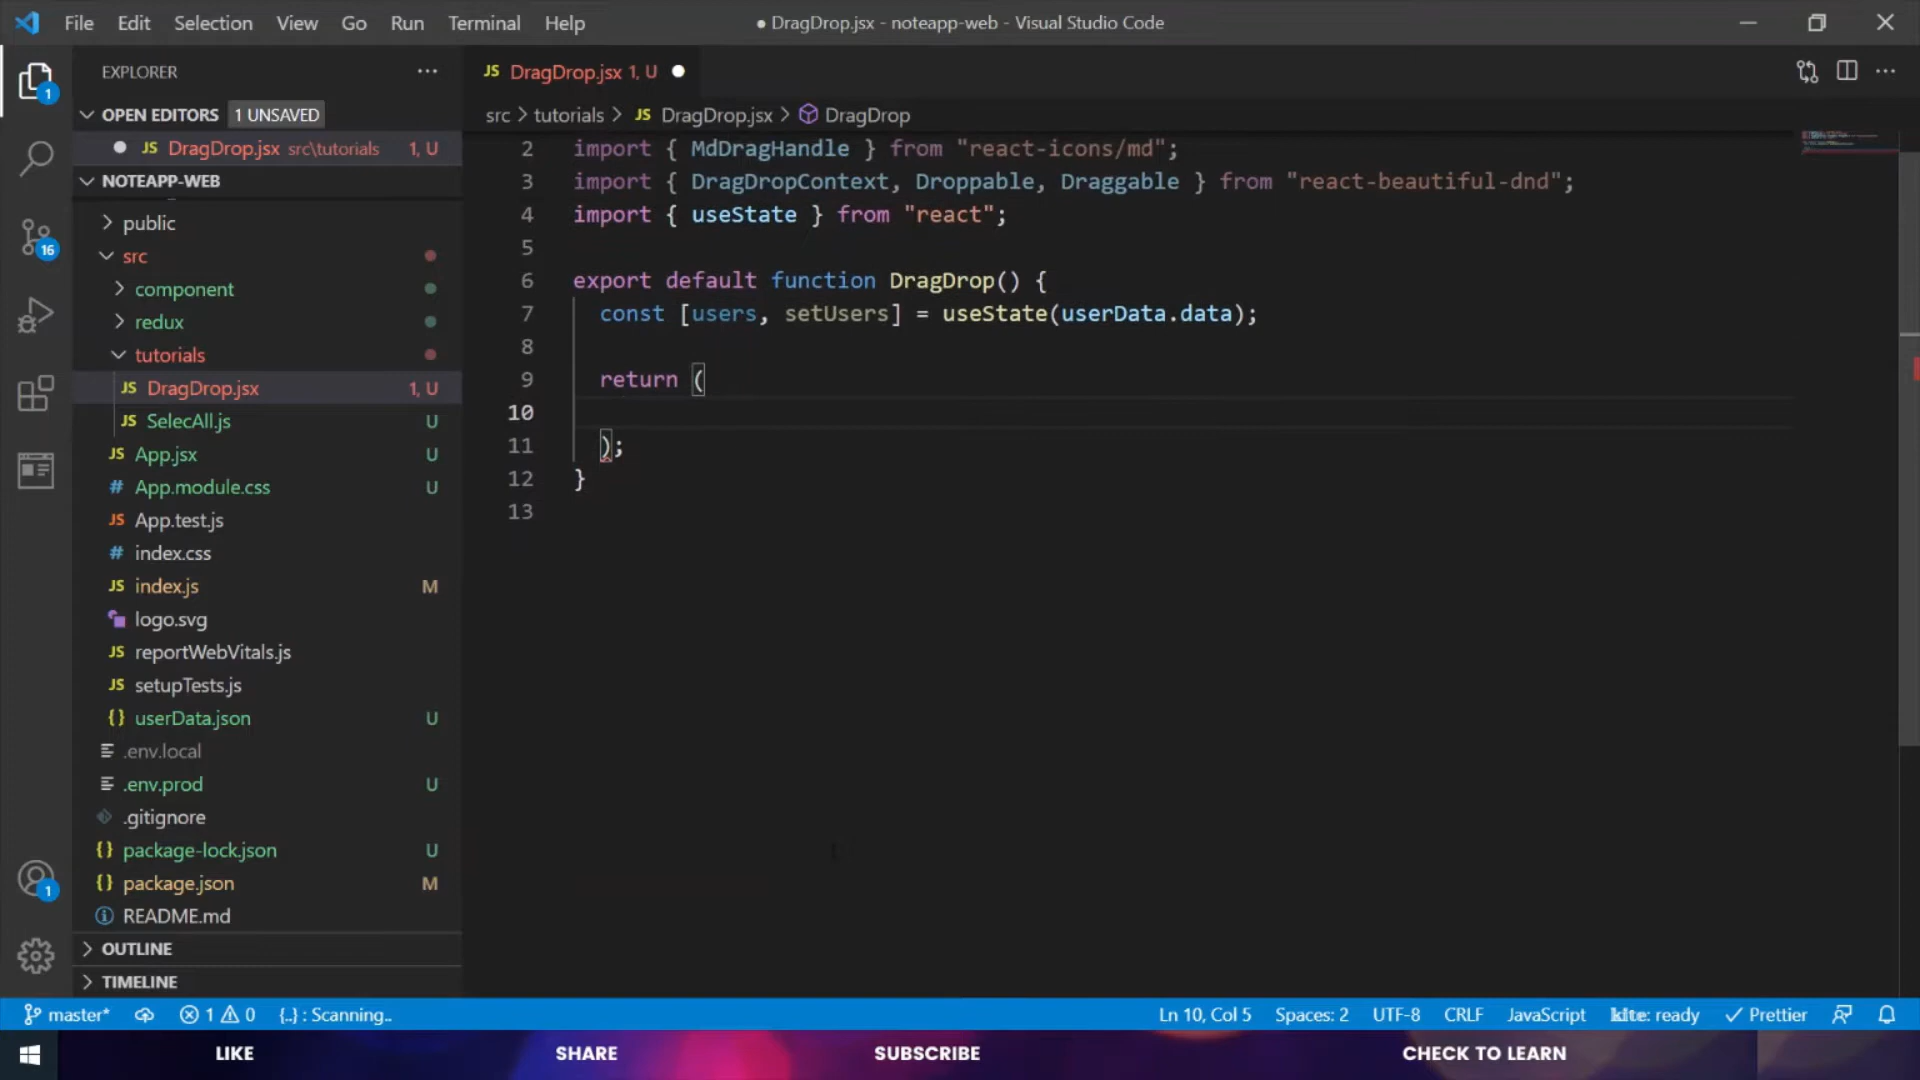 File Edit Selection View Go Run Terminal Help
● DragDrop.jsx - noteapp-web - Visual Studio Code
EXPLORER
OPEN EDITORS 1 UNSAVED
JS DragDrop.jsx src\tutorials 1, U
NOTEAPP-WEB
public
src
component
redux
tutorials
JS DragDrop.jsx 1, U
JS SelecAll.js U
JS App.jsx U
# App.module.css U
JS App.test.js
# index.css
JS index.js M
logo.svg
JS reportWebVitals.js
JS setupTests.js
{} userData.json U
.env.local
.env.prod U
.gitignore
{} package-lock.json U
{} package.json M
README.md
OUTLINE
TIMELINE
1
16
1
JS DragDrop.jsx 1, U
src > tutorials > JS DragDrop.jsx > DragDrop
2 import { MdDragHandle } from "react-icons/md";
3 import { DragDropContext, Droppable, Draggable } from "react-beautiful-dnd";
4 import { useState } from "react";
5
6 export default function DragDrop() {
7 const [users, setUsers] = useState(userData.data);
8
9 return (
10
11 );
12 }
13
master* 1 0 {..} : Scanning.. Ln 10, Col 5 Spaces: 2 UTF-8 CRLF JavaScript kite: ready Prettier
LIKE SHARE SUBSCRIBE CHECK TO LEARN